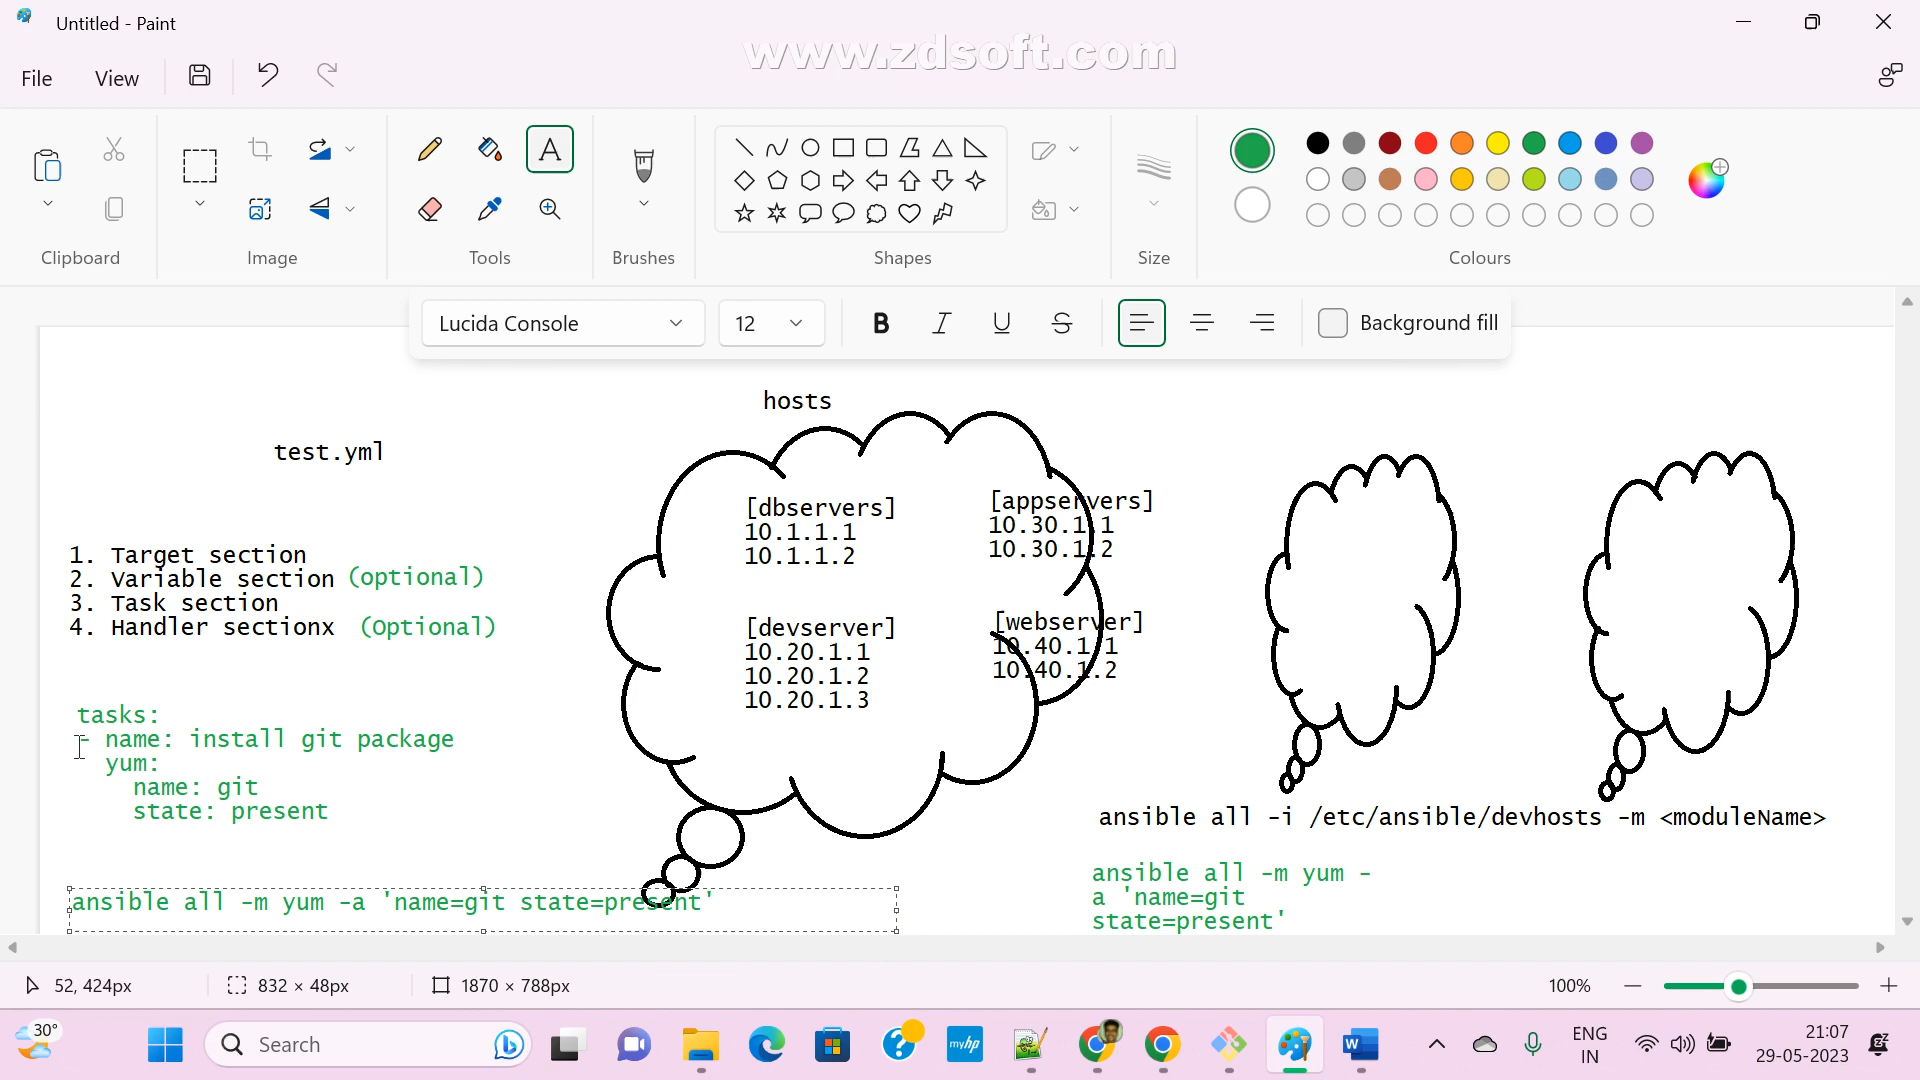 Untitled - Paint
www.zdsoft.com
File
View
Clipboard
Image
Tools
Brushes
Shapes
Size
Colours
Lucida Console
12
B
I
U
S
Background fill
hosts
test.yml
[dbservers]
10.1.1.1
10.1.1.2
[appservers]
10.30.1.1
10.30.1.2
1. Target section
2. Variable section (optional)
3. Task section
4. Handler sectionx (Optional)
[devserver]
10.20.1.1
10.20.1.2
10.20.1.3
[webserver]
10.40.1.1
10.40.1.2
tasks:
- name: install git package
yum:
name: git
state: present
ansible all -i /etc/ansible/devhosts -m <moduleName>
ansible all -m yum -
a 'name=git
state=present'
ansible all -m yum -a 'name=git state=present'
52, 424px
832 × 48px
1870 × 788px
100%
30°
Search
myhp
ENG
IN
21:07
29-05-2023